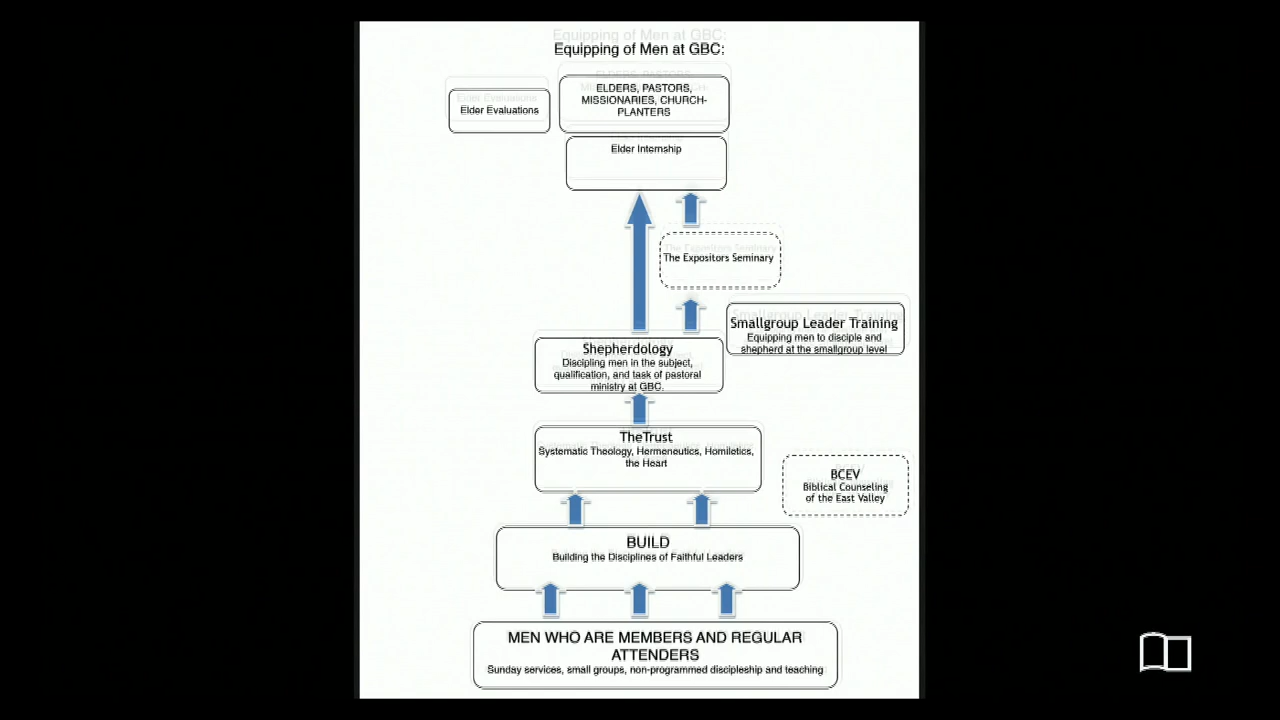 Equipping of Men at GBC:
ELDERS, PASTORS,
MISSIONARIES, CHURCH-
PLANTERS
Elder Evaluations
Elder Internship
The Expositors Seminary
Smallgroup Leader Training
Equipping men to disciple and
shepherd at the smallgroup level
Shepherdology
Discipling men in the subject,
qualification, and task of pastoral
ministry at GBC.
TheTrust
Systematic Theology, Hermeneutics, Homiletics,
the Heart
BCEV
Biblical Counseling
of the East Valley
BUILD
Building the Disciplines of Faithful Leaders
MEN WHO ARE MEMBERS AND REGULAR
ATTENDERS
Sunday services, small groups, non-programmed discipleship and teaching